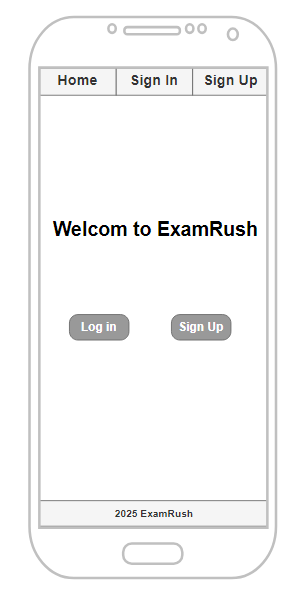 Home Sign In Sign Up
Welcom to ExamRush
Log in Sign Up
2025 ExamRush